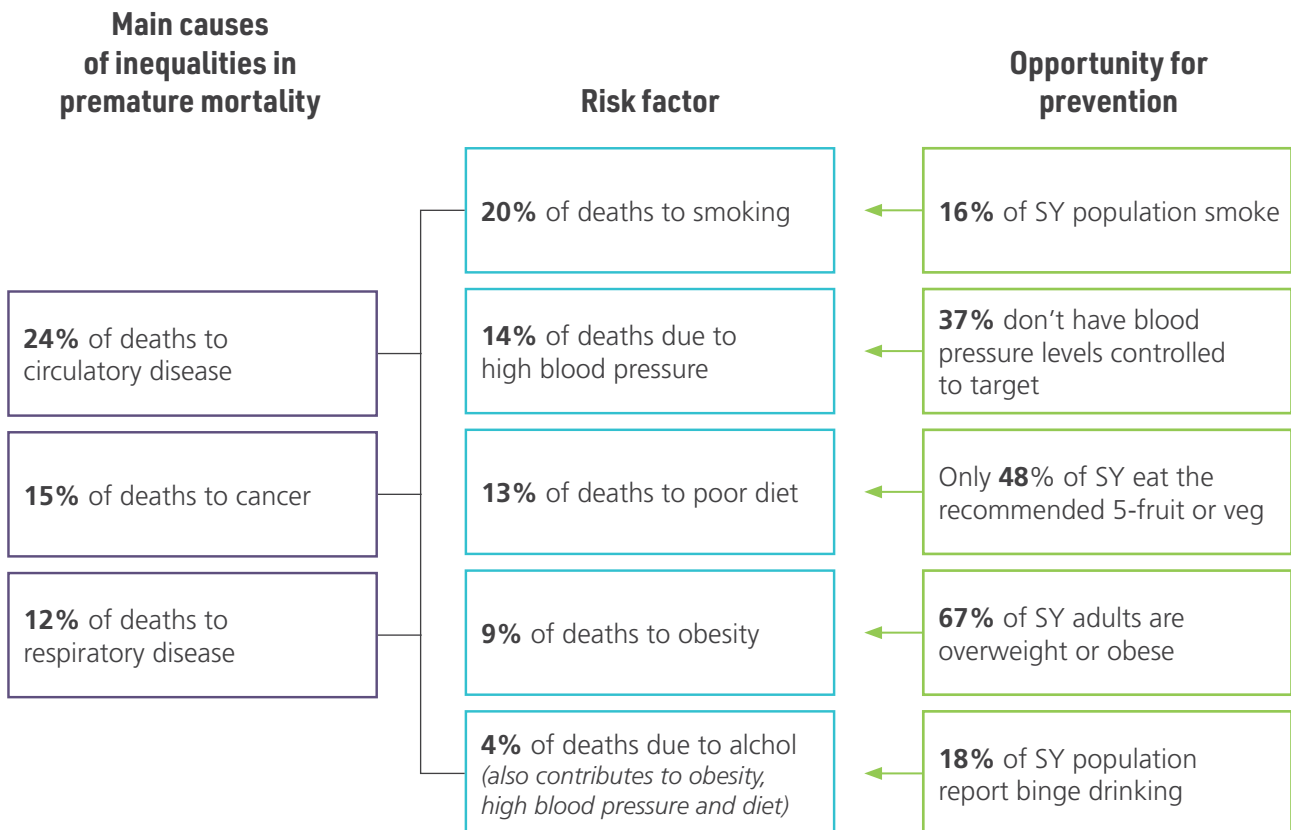 Main causes
of inequalities in
premature mortality
Risk factor
Opportunity for
prevention
24% of deaths to
circulatory disease
15% of deaths to cancer
12% of deaths to
respiratory disease
20% of deaths to smoking
14% of deaths due to
high blood pressure
13% of deaths to poor diet
9% of deaths to obesity
4% of deaths due to alchol
(also contributes to obesity,
high blood pressure and diet)
16% of SY population smoke
37% don't have blood
pressure levels controlled
to target
Only 48% of SY eat the
recommended 5-fruit or veg
67% of SY adults are
overweight or obese
18% of SY population
report binge drinking